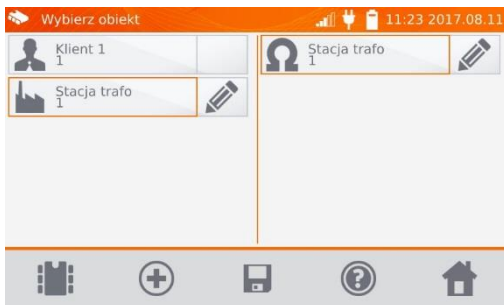 Wybierz obiekt
11:23 2017.08.11
Klient 1
1
Stacja trafo
1
Stacja trafo
1